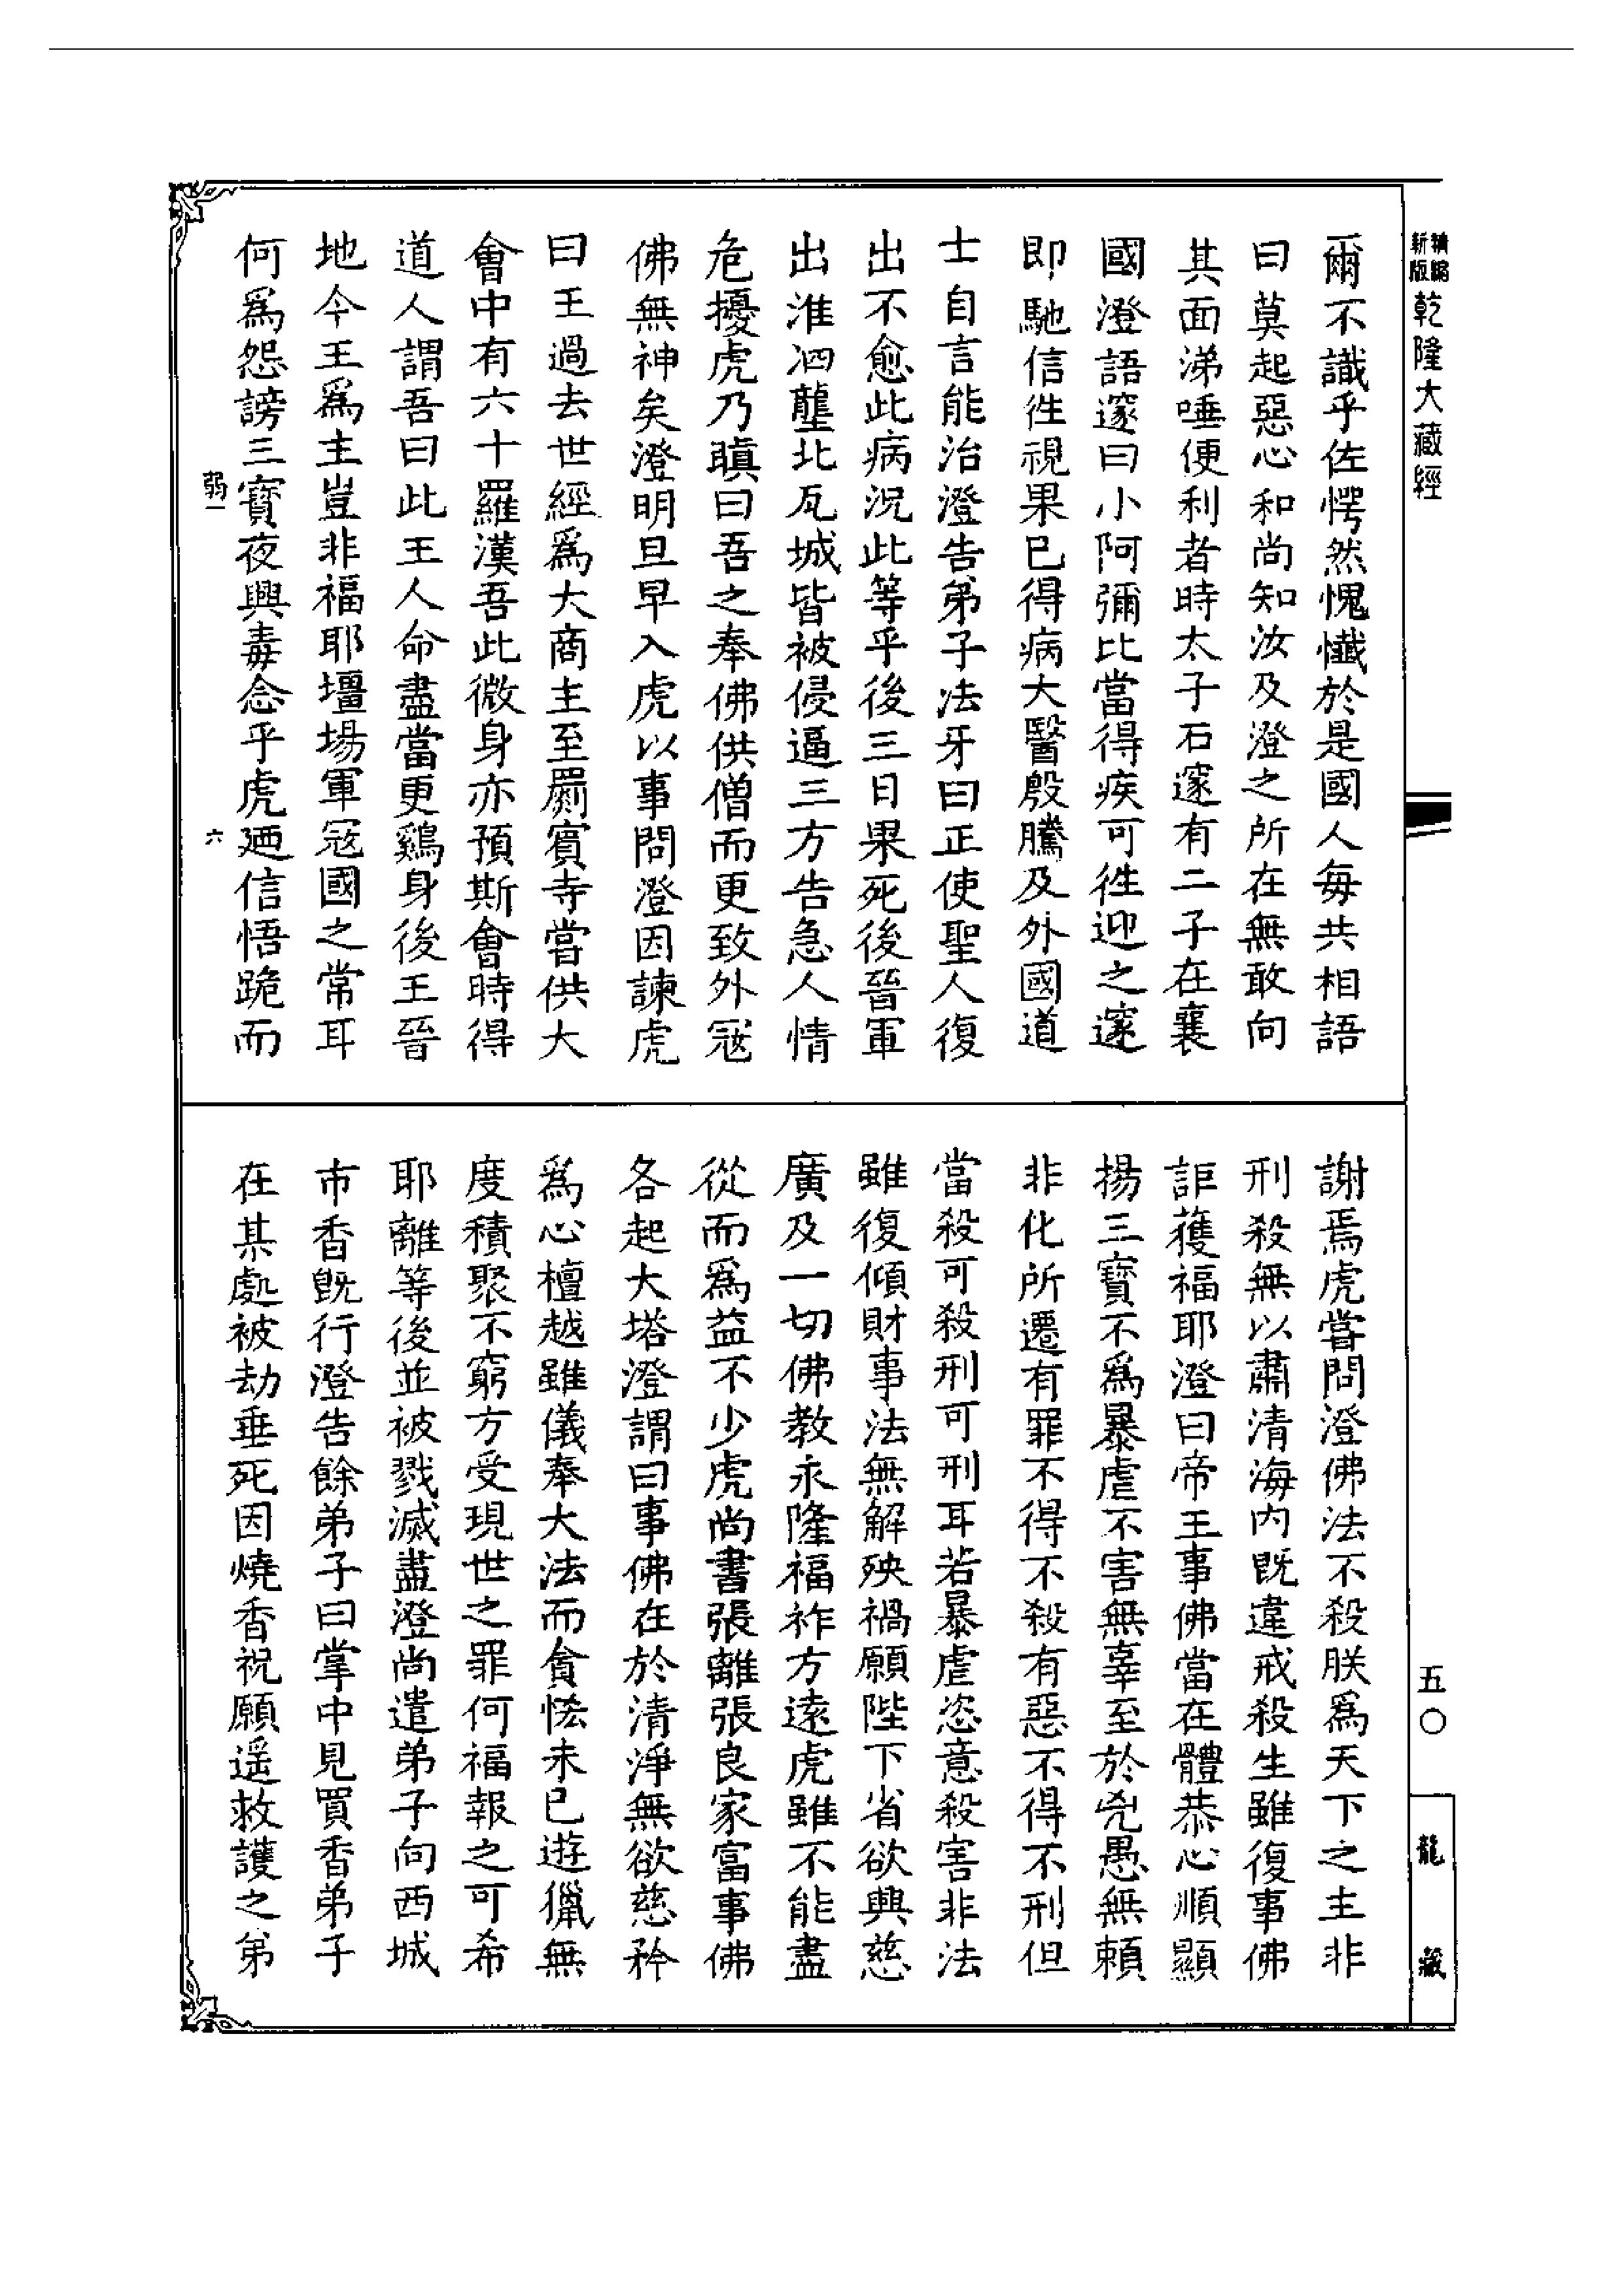 新編縮版 乾隆大藏經
爾不識乎佐愕然愧懺於是國人每共相語
曰莫起惡心和尚知汝及澄之所在無敢向
其面涕唾便利者時太子石邃有二子在襄
國澄語邃曰小阿彌比當得疾可徃迎之邃
即馳信徃視果已得病大醫殷騰及外國道
士自言能治澄告弟子法牙曰正使聖人復
出不愈此病況此等乎後三日果死後晉軍
出淮泗壟北瓦城皆被侵逼三方告急人情
危擾虎乃瞋曰吾之奉佛供僧而更致外寇
佛無神矣澄明旦早入虎以事問澄因諫虎
曰王過去世經爲大商主至罽賓寺嘗供大
會中有六十羅漢吾此微身亦預斯會時得
道人謂吾曰此王人命盡當更鷄身後王晉
地今王爲主豈非福耶壃場軍寇國之常耳
何爲怨謗三寶夜興毒念乎虎廼信悟跪而
弱一
六
謝焉虎嘗問澄佛法不殺朕爲天下之主非
刑殺無以肅清海內旣違戒殺生雖復事佛
詎獲福耶澄曰帝王事佛當在體恭心順顯
揚三寶不爲暴虐不害無辜至於兇愚無賴
非化所遷有罪不得不殺有惡不得不刑但
當殺可殺刑可刑耳若暴虐恣意殺害非法
雖復傾財事法無解殃禍願陛下省欲興慈
廣及一切佛教永隆福祚方遠虎雖不能盡
從而爲益不少虎尚書張離張良家富事佛
各起大塔澄謂曰事佛在於清淨無欲慈矜
爲心檀越雖儀奉大法而貪恡未已遊獵無
度積聚不窮方受現世之罪何福報之可希
耶離等後並被戮滅盡澄尚遣弟子向西城
市香旣行澄告餘弟子曰掌中見買香弟子
在某處被劫垂死因燒香祝願遥救護之弟
五〇
龍藏